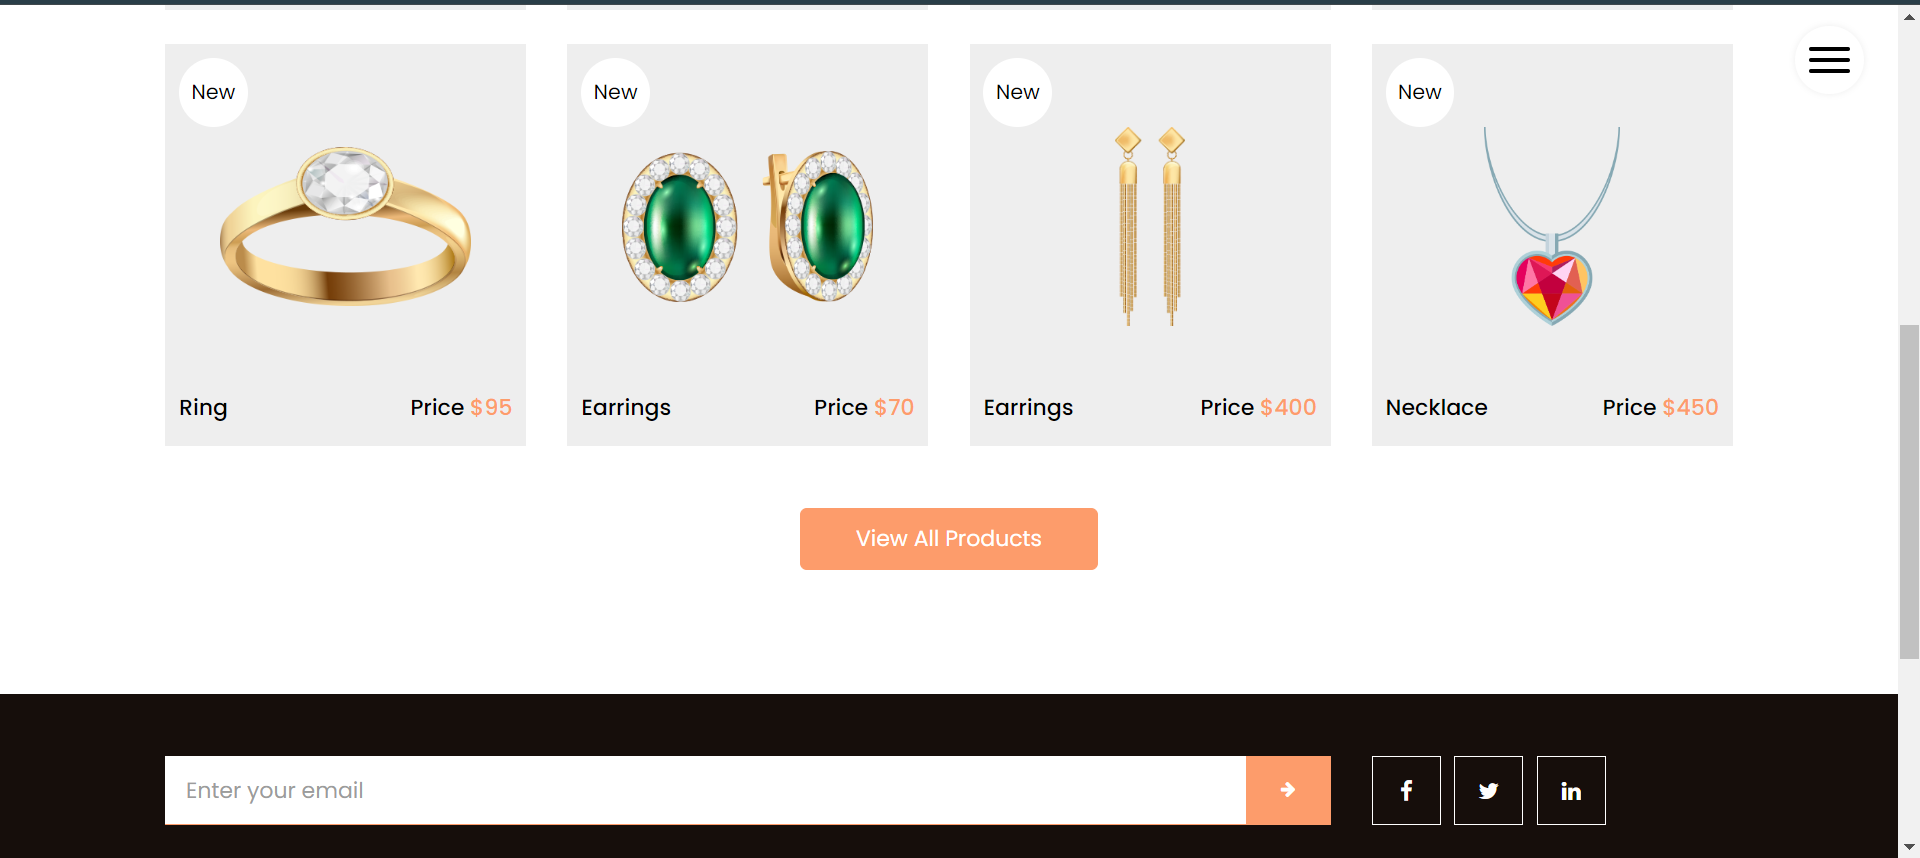 New
New
New
New
Ring Price $95
Earrings Price $70
Earrings Price $400
Necklace Price $450
View All Products
Enter your email